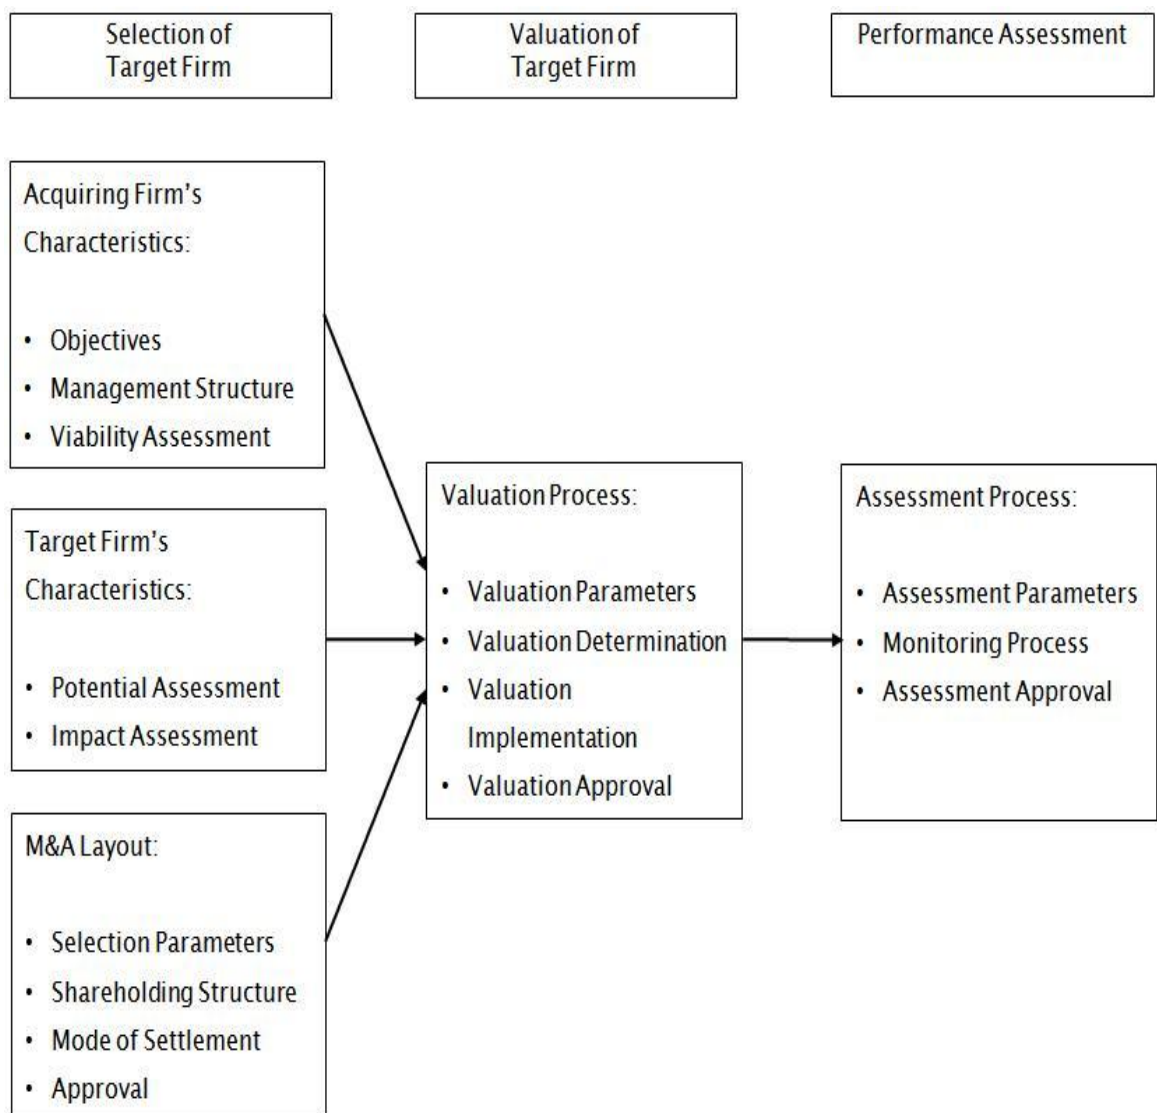 Selection of
Target Firm
Valuation of
Target Firm
Performance Assessment
Acquiring Firm's
Characteristics:
• Objectives
• Management Structure
• Viability Assessment
Target Firm's
Characteristics:
• Potential Assessment
• Impact Assessment
M&A Layout:
• Selection Parameters
• Shareholding Structure
• Mode of Settlement
• Approval
Valuation Process:
• Valuation Parameters
• Valuation Determination
• Valuation
Implementation
• Valuation Approval
Assessment Process:
• Assessment Parameters
• Monitoring Process
• Assessment Approval